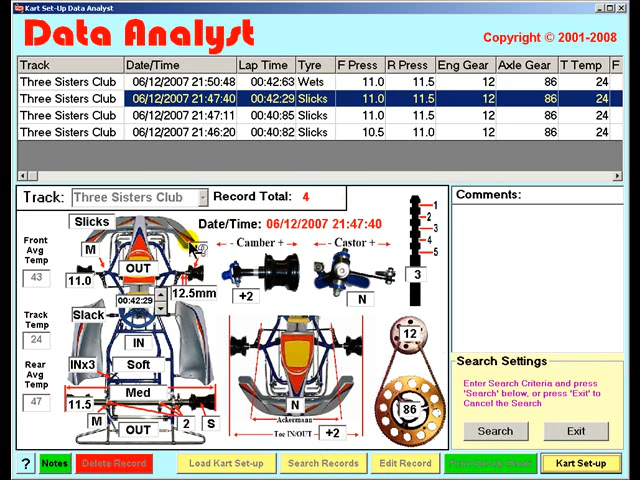 Kart Set-Up Data Analyst
Data Analyst
Copyright © 2001-2008
Track Date/Time Lap Time Tyre F Press R Press Eng Gear Axle Gear T Temp F
Three Sisters Club 06/12/2007 21:50:48 00:42:63 Wets 11.0 11.5 12 86 24
Three Sisters Club 06/12/2007 21:47:40 00:42:29 Slicks 11.0 11.5 12 86 24
Three Sisters Club 06/12/2007 21:47:11 00:40:85 Slicks 11.0 11.5 12 86 24
Three Sisters Club 06/12/2007 21:46:20 00:40:82 Slicks 10.5 11.0 12 86 24
Track: Three Sisters Club Record Total: 4
Comments:
Slicks
Date/Time: 06/12/2007 21:47:40
Front
Avg
Temp
43
M
OUT
11.0
12.5mm
00:42:29
- Camber +
- Castor +
+2
N
1
2
3
4
5
3
Track
Temp
24
Slack
IN
Rear
Avg
Temp
47
INx3
Soft
Med
11.5
M
OUT
2
S
N
Ackermann
Toe IN/OUT
+2
12
86
Search Settings
Enter Search Criteria and press
'Search' below, or press 'Exit' to
Cancel the Search
Search
Exit
?
Notes
Delete Record
Load Kart Set-up
Search Records
Edit Record
Kart Set-up